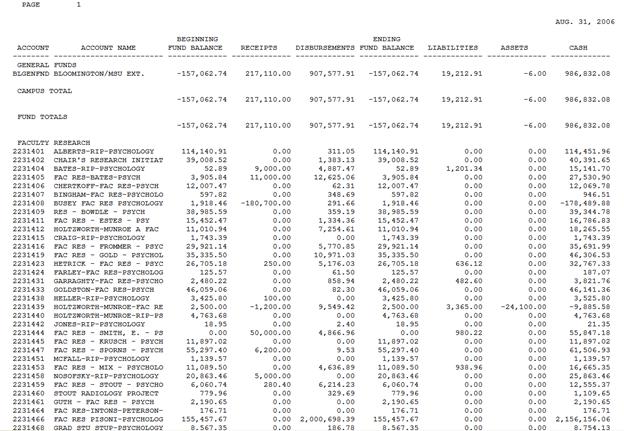 PAGE 1
AUG. 31, 2006
BEGINNING ENDING
ACCOUNT ACCOUNT NAME FUND BALANCE RECEIPTS DISBURSEMENTS FUND BALANCE LIABILITIES ASSETS CASH
GENERAL FUNDS
BLGENFND BLOOMINGTON/MSU EXT. -157,062.74 217,110.00 907,577.91 -157,062.74 19,212.91 -6.00 986,832.08
CAMPUS TOTAL
-157,062.74 217,110.00 907,577.91 -157,062.74 19,212.91 -6.00 986,832.08
FUND TOTALS
-157,062.74 217,110.00 907,577.91 -157,062.74 19,212.91 -6.00 986,832.08
FACULTY RESEARCH
2231401 ALBERTS-RIP-PSYCHOLOGY 114,140.91 0.00 311.05 114,140.91 0.00 0.00 114,451.96
2231402 CHAIR'S RESEARCH INITIAT 39,008.52 0.00 1,383.13 39,008.52 0.00 0.00 40,391.65
2231404 BATES-RIP-PSYCHOLOGY 52.89 9,000.00 4,887.47 52.89 1,201.34 0.00 15,141.70
2231405 FAC RES-BATES-PSYCH 3,905.84 11,000.00 12,625.06 3,905.84 0.00 0.00 27,530.90
2231406 CHERTKOFF-FAC RES-PSYCH 12,007.47 0.00 62.31 12,007.47 0.00 0.00 12,069.78
2231407 BINGHAM-FAC RES-PSYCHOLO 597.82 0.00 348.69 597.82 0.00 0.00 946.51
2231408 BUSEY FAC RES PSYCHOLOGY 1,918.46 -180,700.00 291.66 1,918.46 0.00 0.00 -178,489.88
2231409 RES - BOWDLE - PSYCH 38,985.59 0.00 359.19 38,985.59 0.00 0.00 39,344.78
2231411 FAC RES - ESTES - PSY 15,452.47 0.00 1,334.36 15,452.47 0.00 0.00 16,786.83
2231412 HOLTZWORTH-MUNROE A FAC 11,010.94 0.00 7,254.61 11,010.94 0.00 0.00 18,265.55
2231415 CRAIG-RIP-PSYCHOLOGY 1,743.39 0.00 0.00 1,743.39 0.00 0.00 1,743.39
2231416 FAC RES - FROMMER - PSYC 29,921.14 0.00 5,770.85 29,921.14 0.00 0.00 35,691.99
2231419 FAC RES - GOLD - PSYCHOL 35,335.50 0.00 10,971.03 35,335.50 0.00 0.00 46,306.53
2231423 FAC RES - HETRICK - PSYC 26,705.18 250.00 5,176.03 26,705.18 636.12 0.00 32,767.33
2231424 FARLEY-FAC RES-PSYCHOLOG 125.57 0.00 61.50 125.57 0.00 0.00 187.07
2231431 GARRAGHTY-FAC RES-PSYCHO 2,480.22 0.00 858.94 2,480.22 482.60 0.00 3,821.76
2231433 GOLDSTON-FAC RES-PSYCH 46,059.06 0.00 82.30 46,059.06 0.00 0.00 46,141.36
2231438 HELLER-RIP-PSYCHOLOGY 3,425.80 100.00 0.00 3,425.80 0.00 0.00 3,525.80
2231439 HOLTZWORTH-MUNROE-FAC RE 2,500.00 -1,200.00 9,549.42 2,500.00 3,365.00 -24,100.00 -9,885.58
2231440 HOLTZWORTH-MUNROE-RIP-PS 4,763.68 0.00 0.00 4,763.68 0.00 0.00 4,763.68
2231442 JONES-RIP-PSYCHOLOGY 18.95 0.00 2.40 18.95 0.00 0.00 21.35
2231444 FAC RES - SMITH, E. - PS 0.00 50,000.00 4,866.96 0.00 980.22 0.00 55,847.18
2231445 FAC RES - KRUSCH - PSYCH 11,897.02 0.00 0.00 11,897.02 0.00 0.00 11,897.02
2231447 FAC RES - SPORNS - PSYCH 55,297.40 6,200.00 9.53 55,297.40 0.00 0.00 61,506.93
2231451 MCFALL-RIP-PSYCHOLOGY 1,139.57 0.00 0.00 1,139.57 0.00 0.00 1,139.57
2231453 FAC RES - MIX - PSYCHOLO 11,089.50 0.00 4,636.89 11,089.50 938.96 0.00 16,665.35
2231458 NOSOFSKY-RIP-PSYCHOLOGY 20,863.46 5,000.00 0.00 20,863.46 0.00 0.00 25,863.46
2231459 FAC RES - STOUT - PSYCHO 6,060.74 280.40 6,214.23 6,060.74 0.00 0.00 12,555.37
2231460 STOUT RADIOLOGY PROJECT 779.96 0.00 329.69 779.96 0.00 0.00 1,109.65
2231461 GUTH - FAC RES - PSYCH 2,190.65 0.00 0.00 2,190.65 0.00 0.00 2,190.65
2231464 FAC RES-INTONS-PETERSON- 176.71 0.00 0.00 176.71 0.00 0.00 176.71
2231466 FAC RES PISONI-PSYCHOLOG 155,457.67 0.00 2,000,698.39 155,457.67 0.00 0.00 2,156,156.06
2231468 GRAD STU STUP-PSYCHOLOGY 8,567.35 0.00 186.78 8,567.35 0.00 0.00 8,754.13